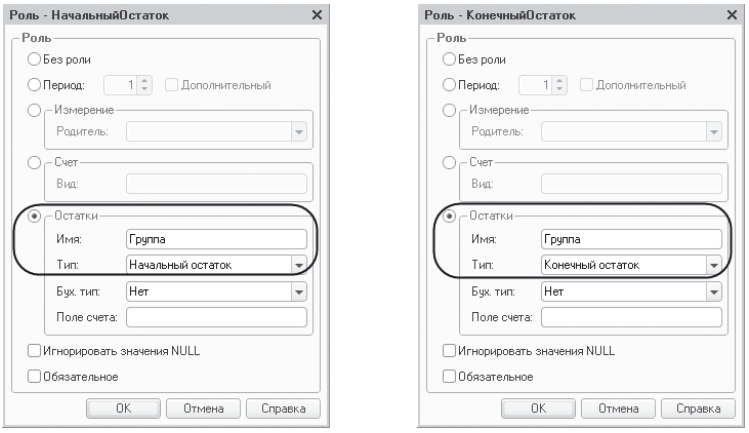 Роль - НачальныйОстаток
Роль
Без роли
Период: 1 Дополнительный
Измерение
Родитель:
Счет
Вид:
Остатки
Имя: Группа
Тип: Начальный остаток
Бух. тип: Нет
Поле счета:
Игнорировать значения NULL
Обязательное
OK Отмена Справка
Роль - КонечныйОстаток
Роль
Без роли
Период: 1 Дополнительный
Измерение
Родитель:
Счет
Вид:
Остатки
Имя: Группа
Тип: Конечный остаток
Бух. тип: Нет
Поле счета:
Игнорировать значения NULL
Обязательное
OK Отмена Справка